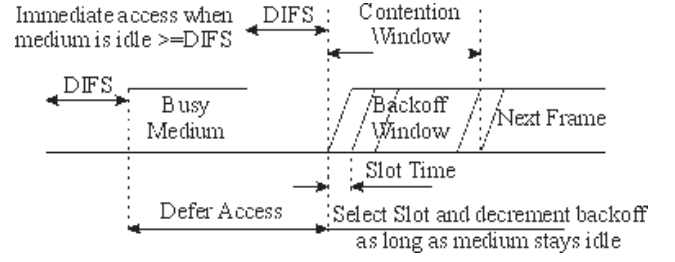 Immediate access when
medium is idle >=DIFS
DIFS
Contention
Window
DIFS
Busy
Medium
Backoff
Window
Next Frame
Slot Time
Defer Access
Select Slot and decrement backoff
as long as medium stays idle